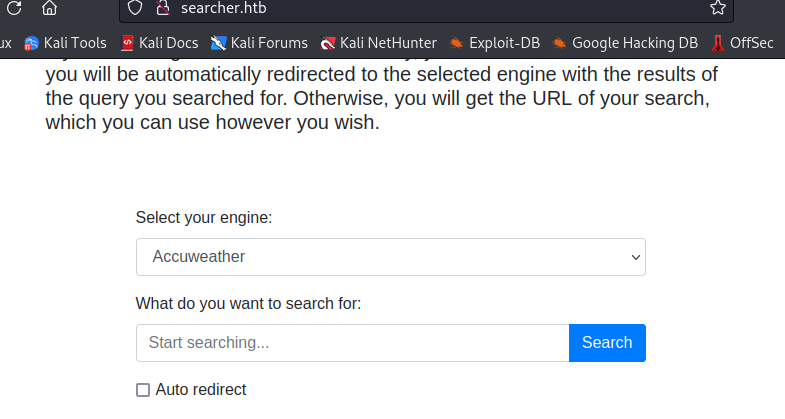 searcher.htb
ux Kali Tools Kali Docs Kali Forums Kali NetHunter Exploit-DB Google Hacking DB OffSec
you will be automatically redirected to the selected engine with the results of
the query you searched for. Otherwise, you will get the URL of your search,
which you can use however you wish.
Select your engine:
Accuweather
What do you want to search for:
Start searching... Search
Auto redirect